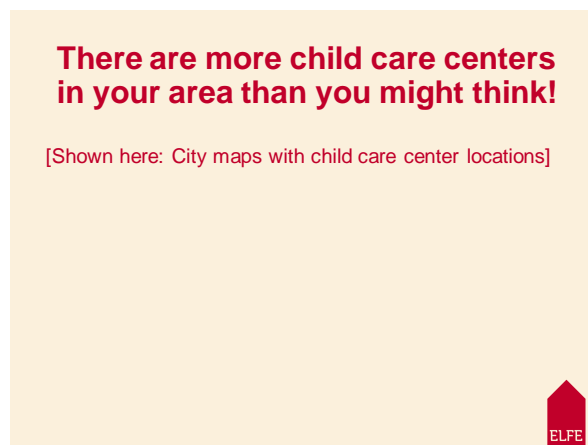 There are more child care centers
in your area than you might think!
[Shown here: City maps with child care center locations]
ELFE